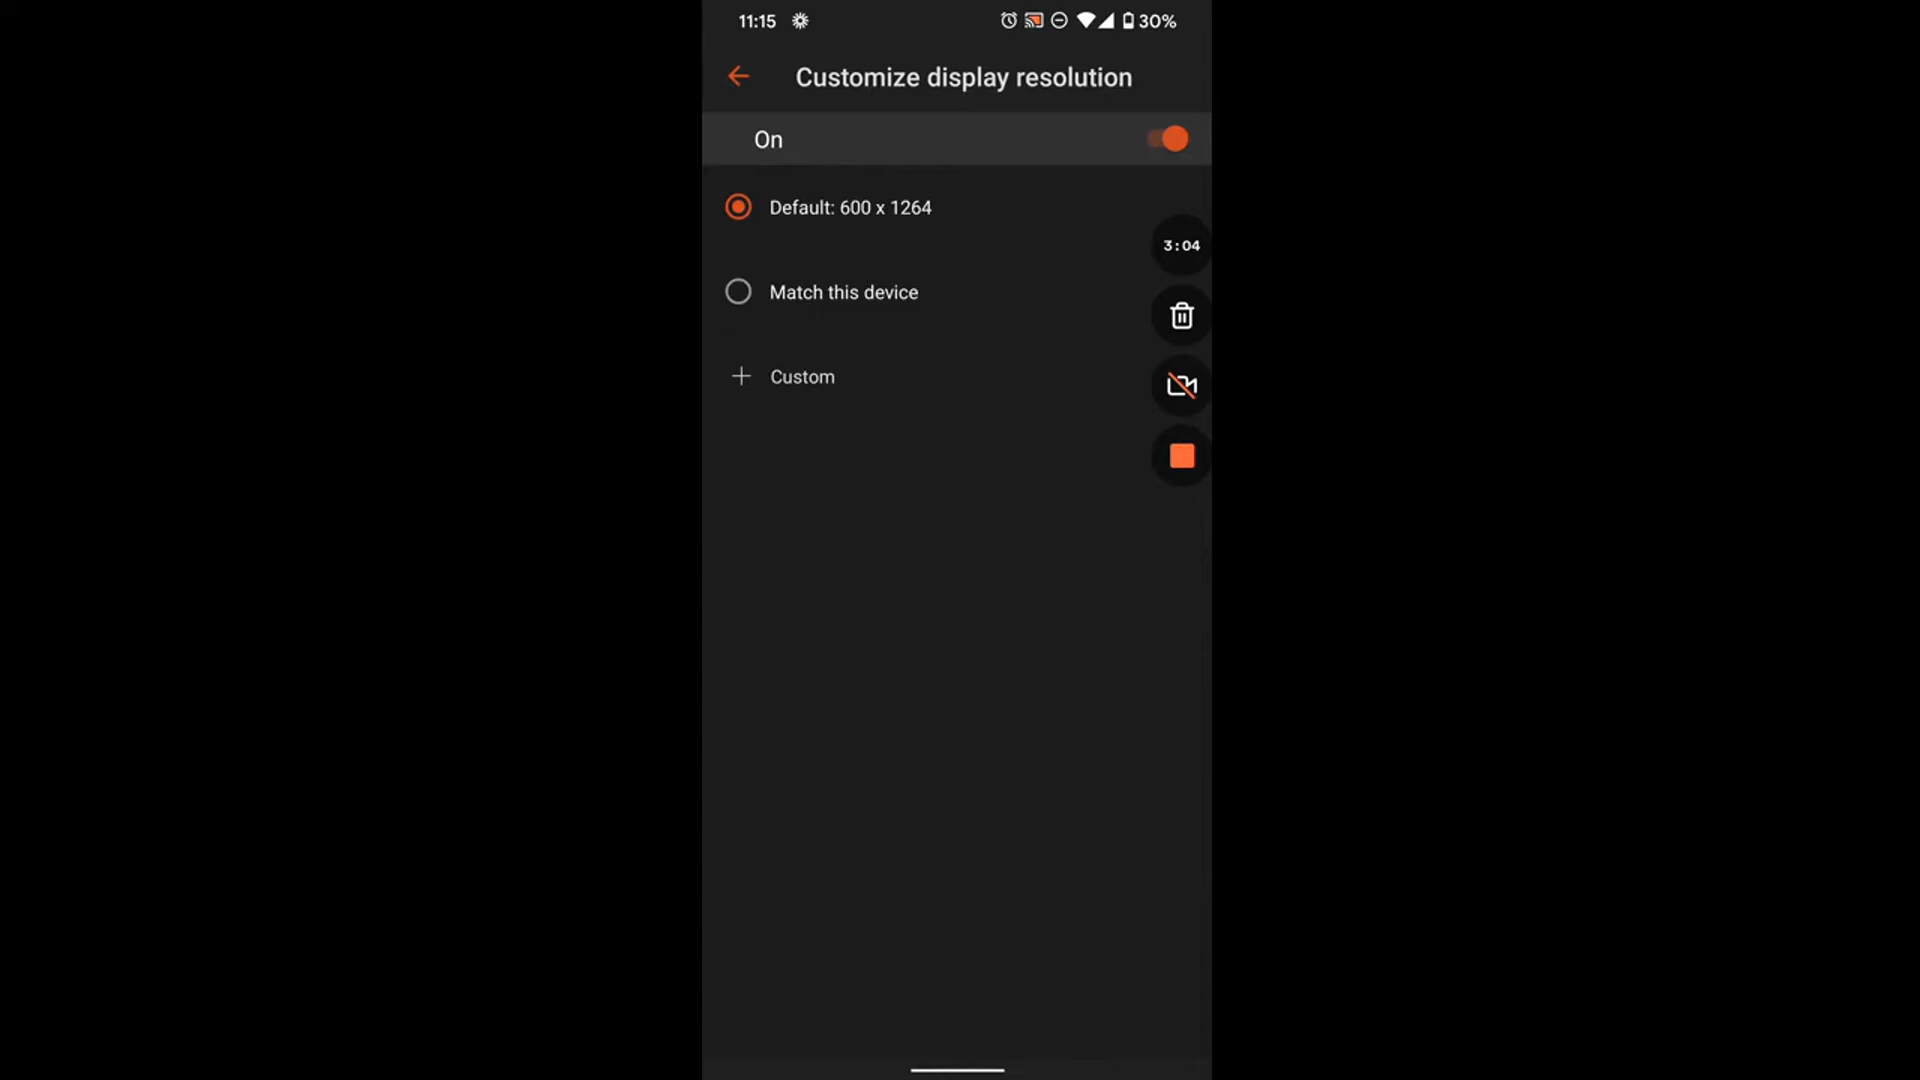 11:15 30%
Customize display resolution
On
Default: 600 x 1264
3:04
Match this device
Custom